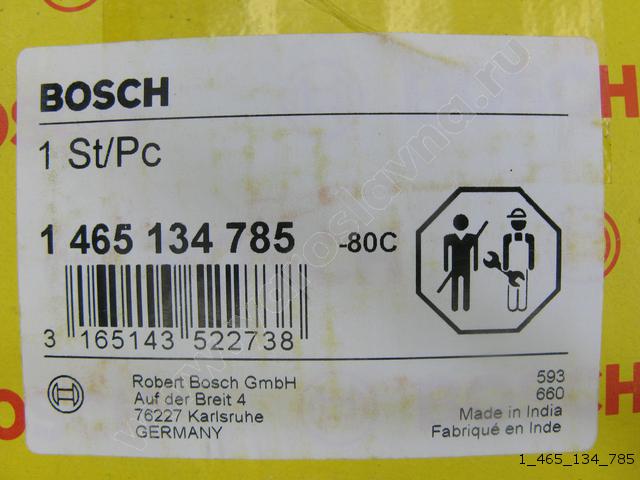 BOSCH
1 St/Pc
1 465 134 785 -80C
3 165143 522738
Robert Bosch GmbH
Auf der Breit 4
76227 Karlsruhe
GERMANY
593
660
Made in India
Fabriqué en Inde
1_465_134_785